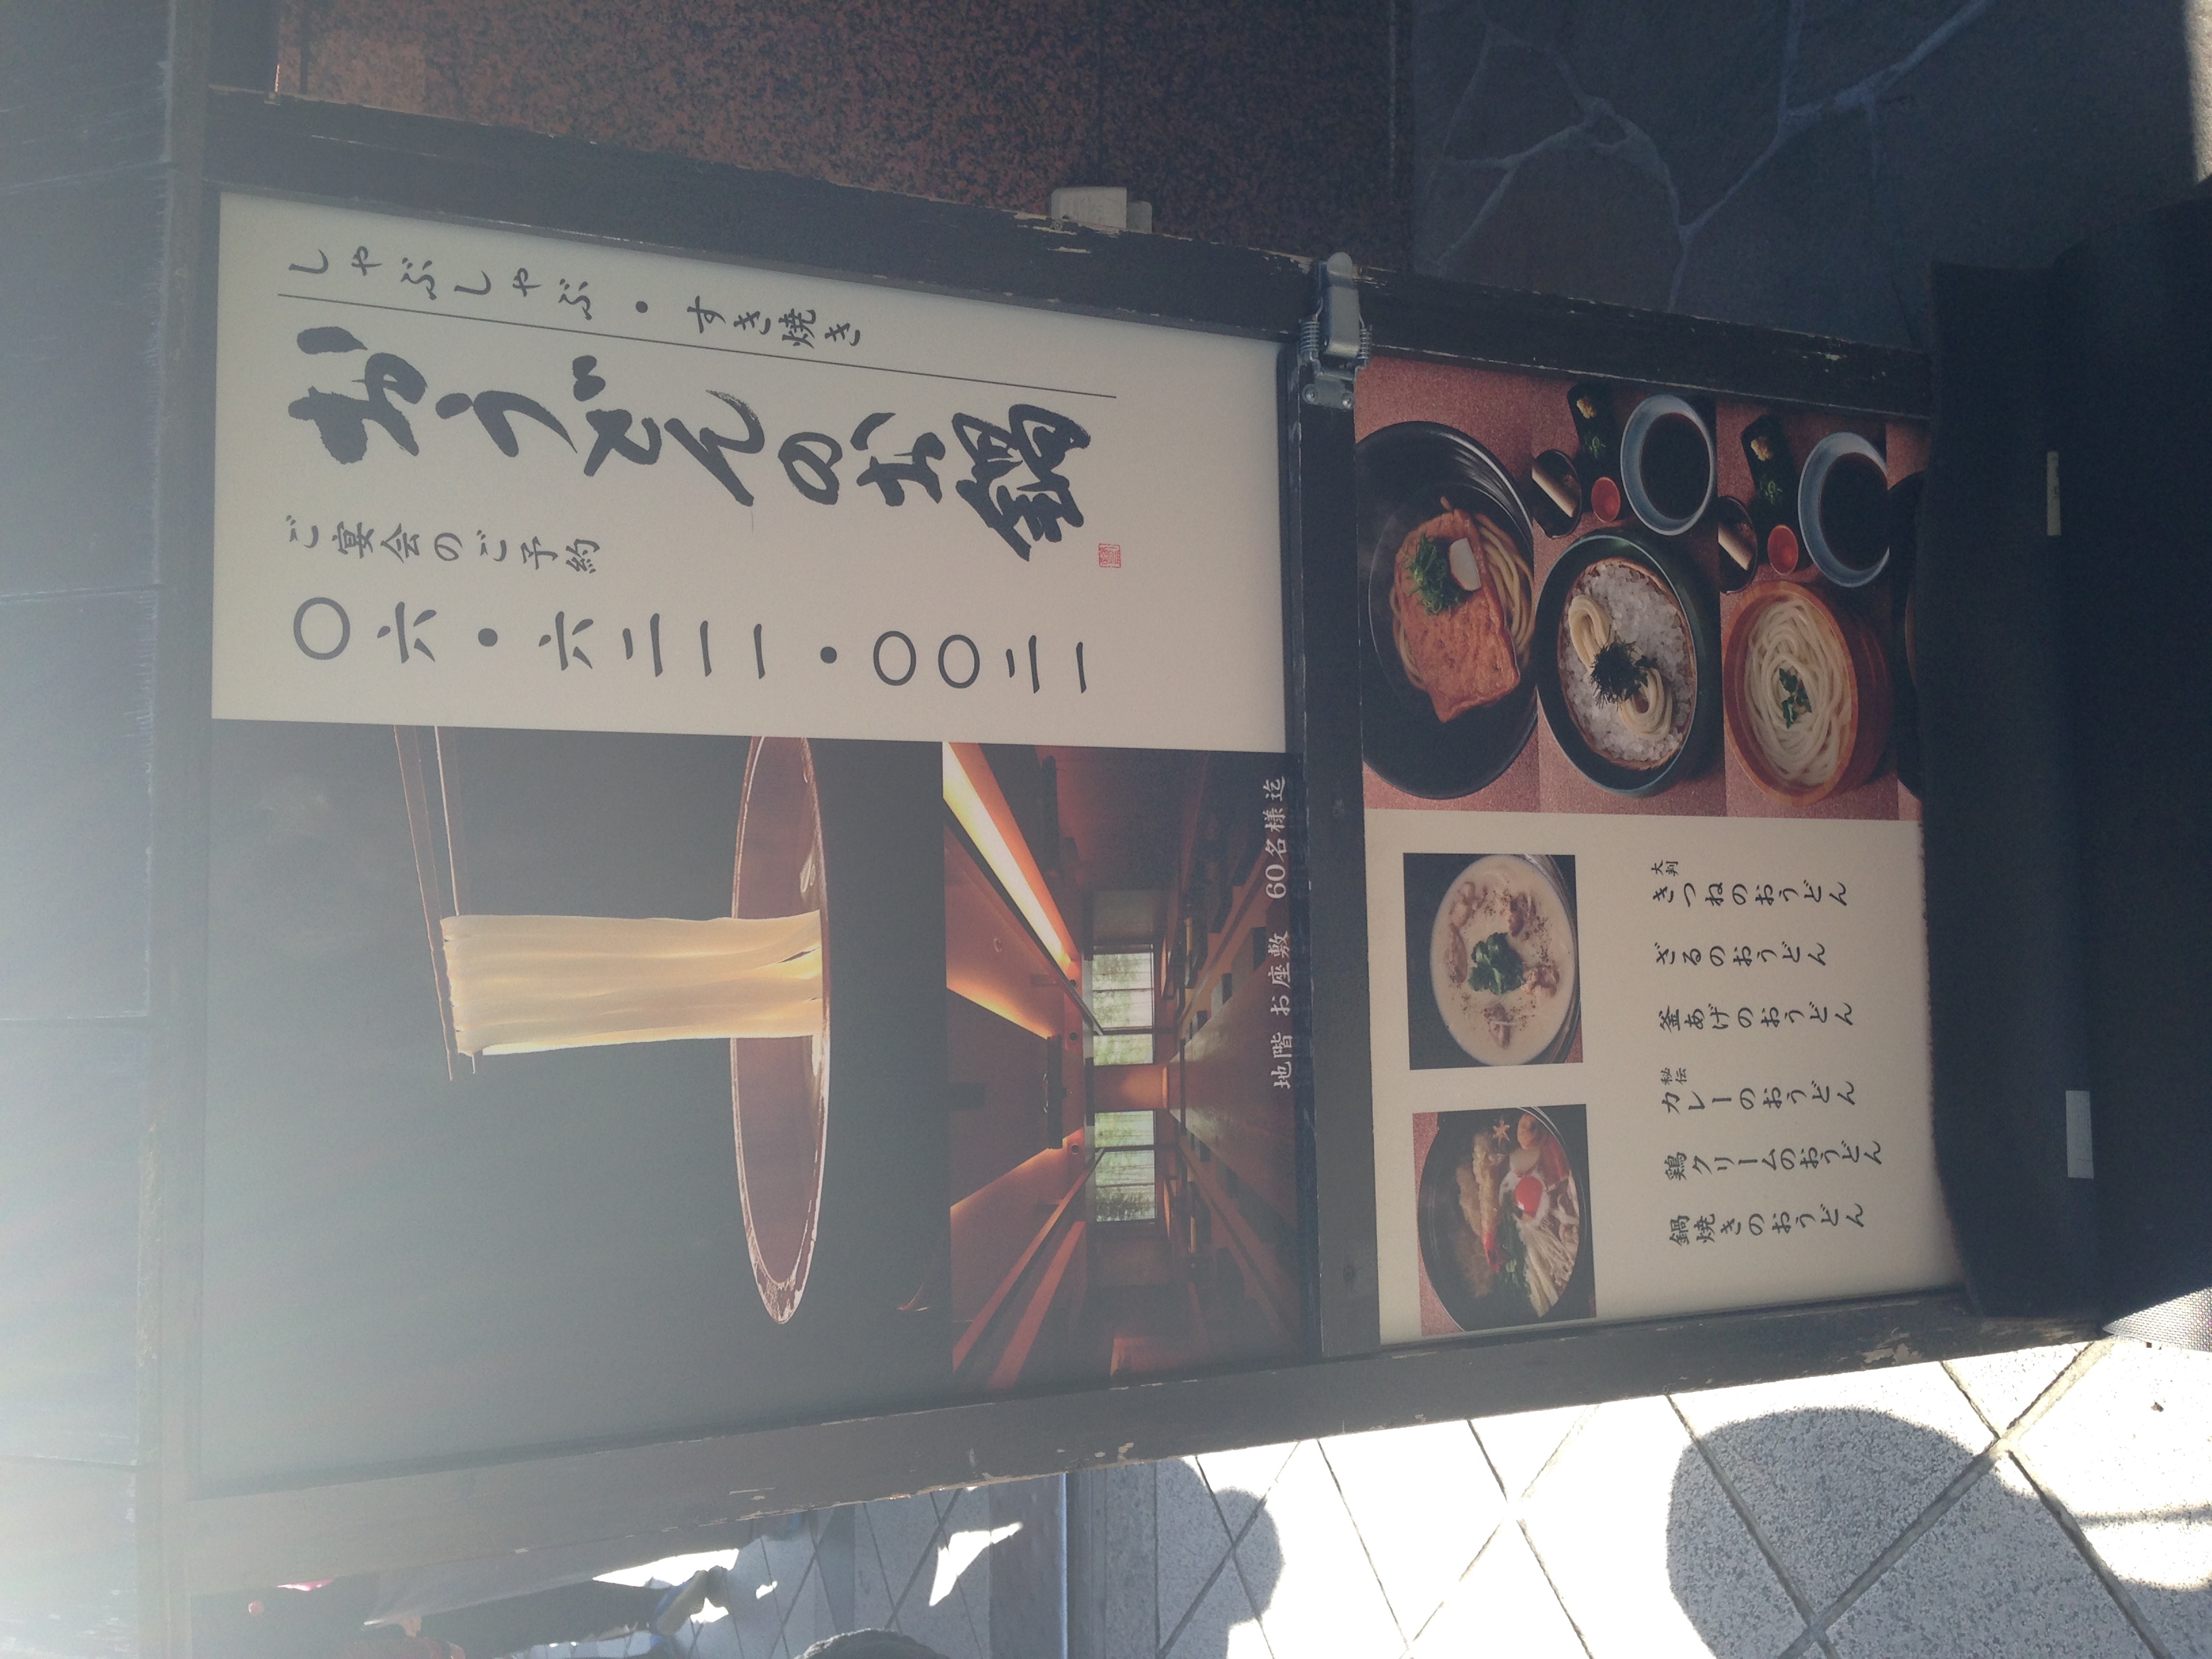 しゃぶしゃぶ・すき焼き
おうどんのお鍋
ご宴会のご予約
〇六・六二一一・〇〇二一
地階 お座敷 60名様迄
大判
きつねのおうどん
ざるのおうどん
釜あげのおうどん
秘伝
カレーのおうどん
鶏クリームのおうどん
鍋焼きのおうどん